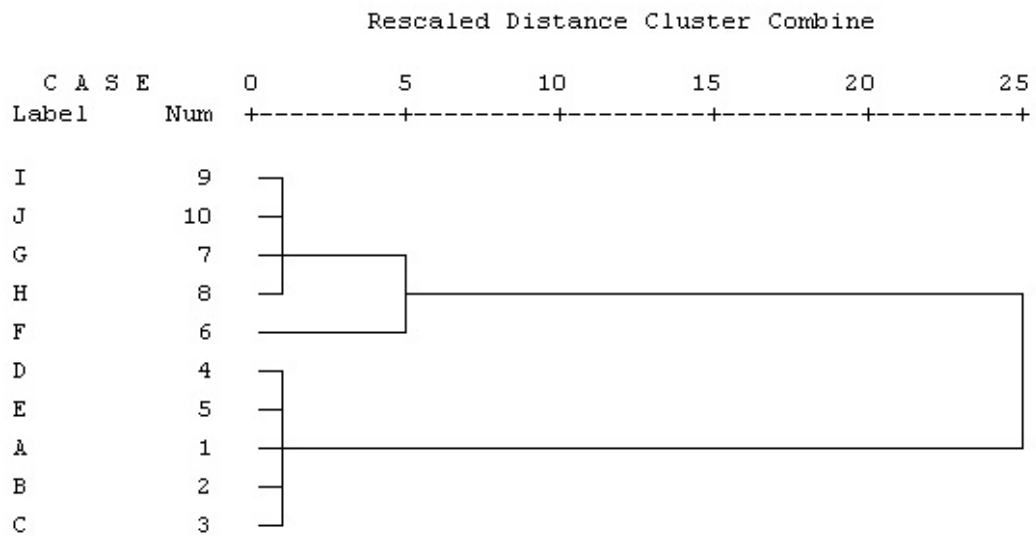 Rescaled Distance Cluster Combine
C A S E 0 5 10 15 20 25
Label Num +---------+---------+---------+---------+---------+
I 9
J 10
G 7
H 8
F 6
D 4
E 5
A 1
B 2
C 3